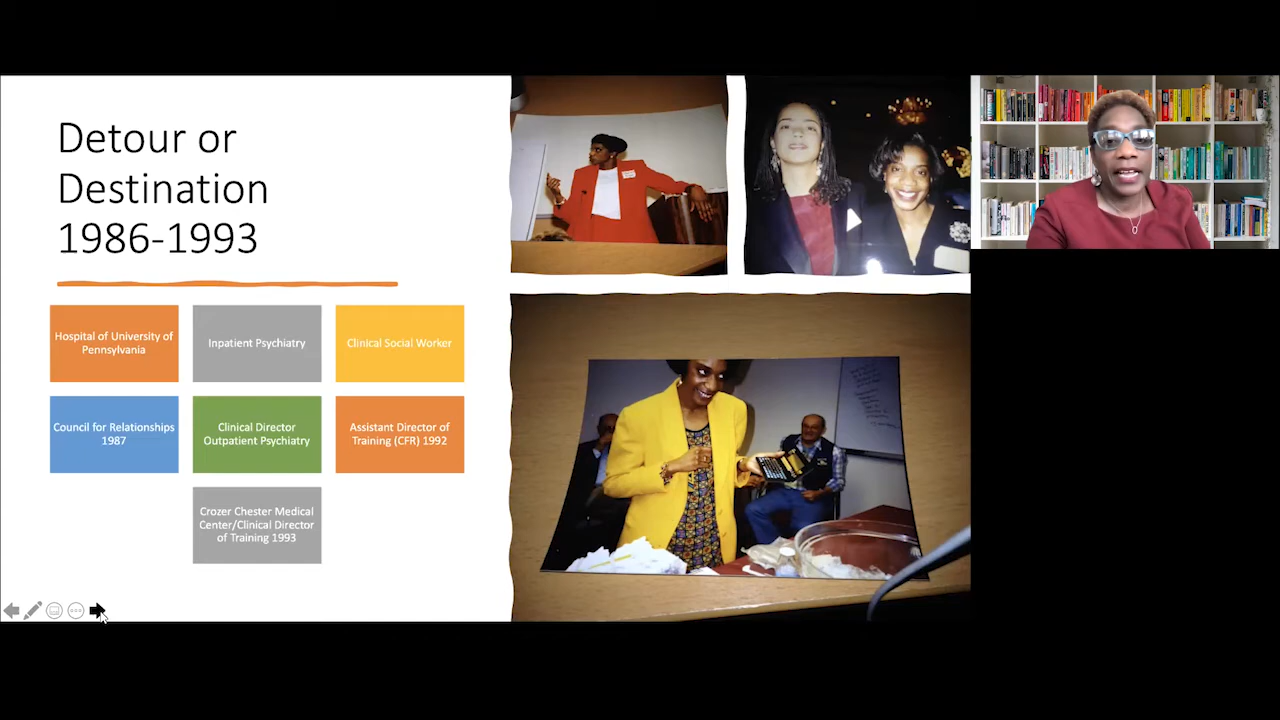 Detour or
Destination
1986-1993
Hospital of University of
Pennsylvania
Inpatient Psychiatry
Clinical Social Worker
Council for Relationships
1987
Clinical Director
Outpatient Psychiatry
Assistant Director of
Training (CFR) 1992
Crozer Chester Medical
Center/Clinical Director
of Training 1993